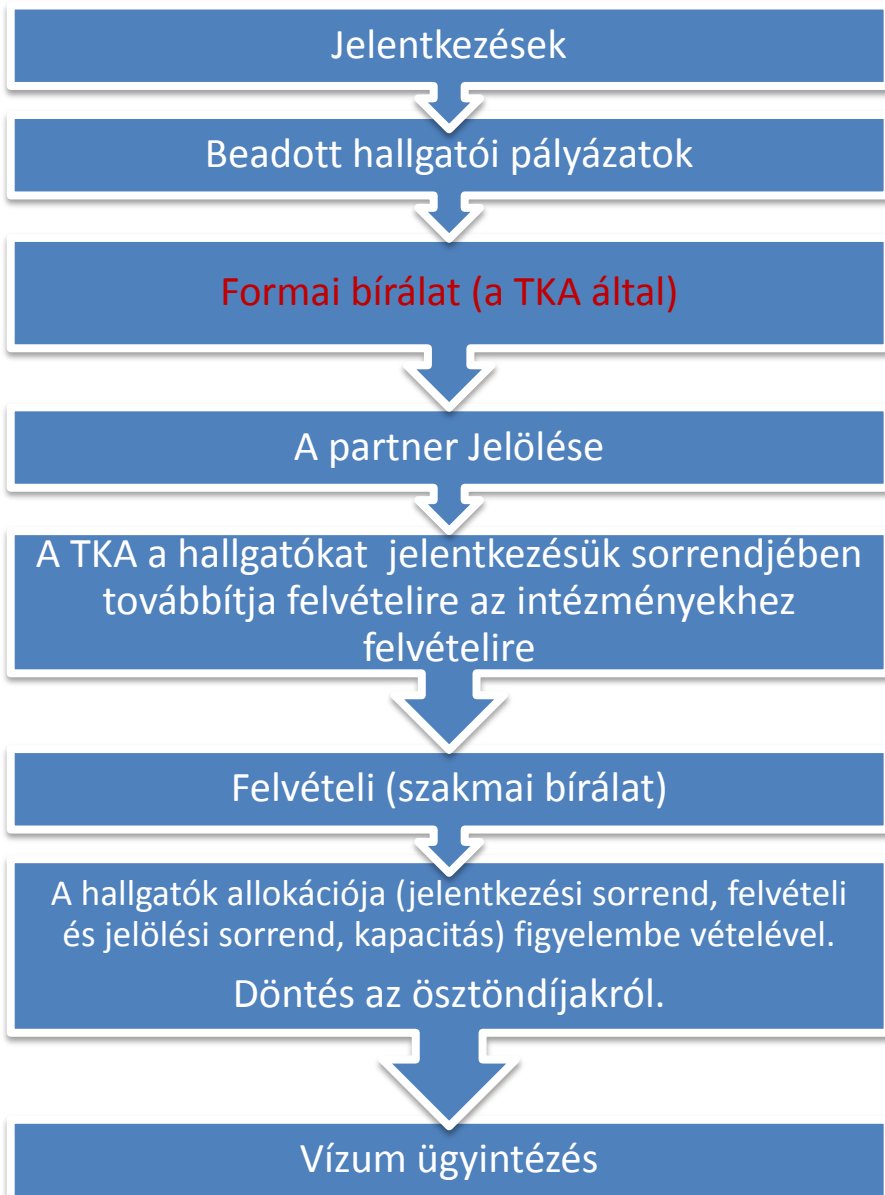 Jelentkezések
Beadott hallgatói pályázatok
Formai bírálat (a TKA által)
A partner Jelölése
A TKA a hallgatókat  jelentkezésük sorrendjében
továbbítja felvételire az intézményekhez
felvételire
Felvételi (szakmai bírálat)
A hallgatók allokációja (jelentkezési sorrend, felvételi
és jelölési sorrend, kapacitás) figyelembe vételével.
Döntés az ösztöndíjakról.
Vízum ügyintézés